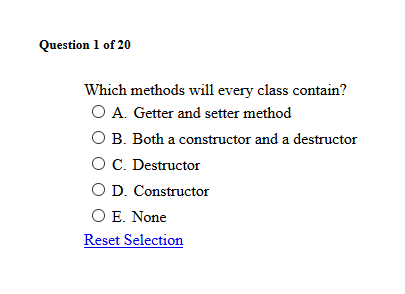 Question 1 of 20
Which methods will every class contain?
A. Getter and setter method
B. Both a constructor and a destructor
C. Destructor
D. Constructor
E. None
Reset Selection